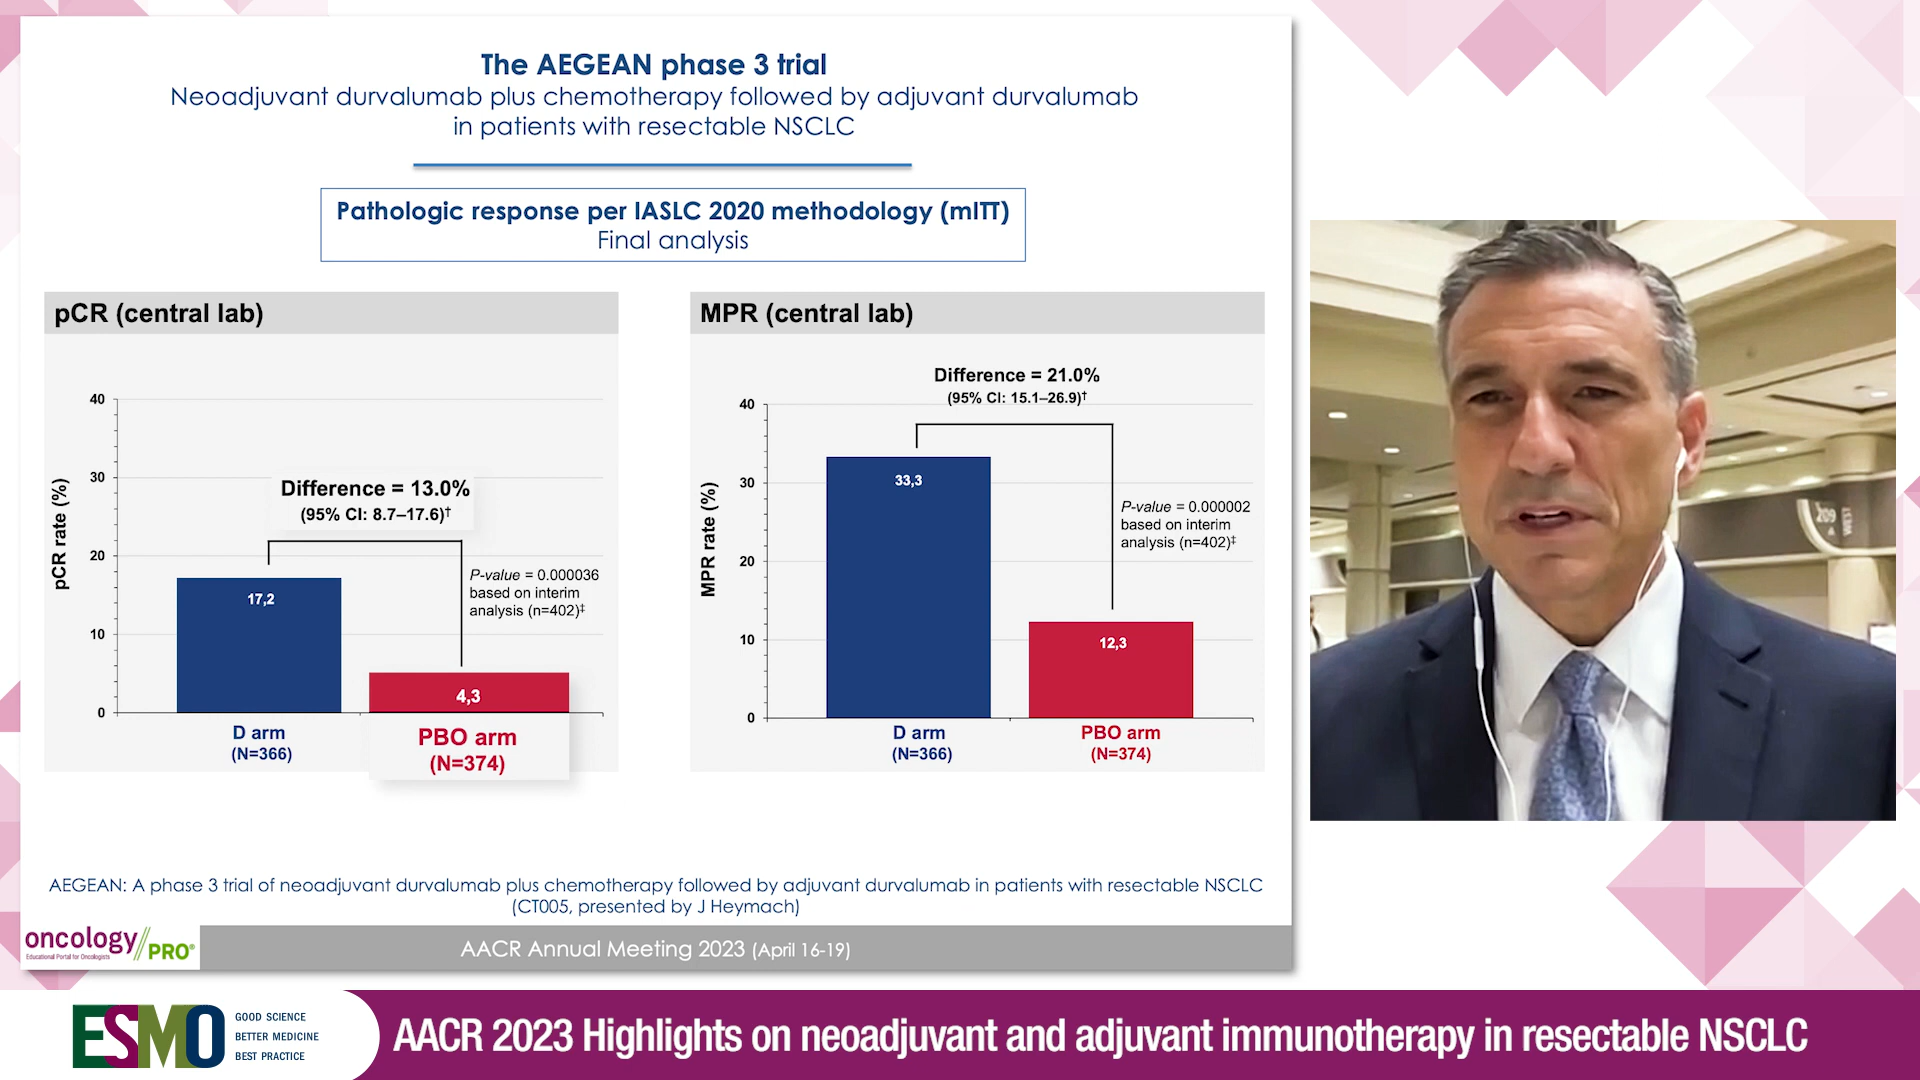 The AEGEAN phase 3 trial
Neoadjuvant durvalumab plus chemotherapy followed by adjuvant durvalumab
in patients with resectable NSCLC
Pathologic response per IASLC 2020 methodology (mITT)
Final analysis
pCR (central lab)
pCR rate (%)
40
30
20
10
0
Difference = 13.0%
(95% CI: 8.7–17.6)†
P-value = 0.000036
based on interim
analysis (n=402)‡
17,2
4,3
D arm
(N=366)
PBO arm
(N=374)
MPR (central lab)
MPR rate (%)
40
30
20
10
0
Difference = 21.0%
(95% CI: 15.1–26.9)†
P-value = 0.000002
based on interim
analysis (n=402)‡
33,3
12,3
D arm
(N=366)
PBO arm
(N=374)
AEGEAN: A phase 3 trial of neoadjuvant durvalumab plus chemotherapy followed by adjuvant durvalumab in patients with resectable NSCLC
(CT005, presented by J Heymach)
oncology//PRO®
Educational Portal for Oncologists
AACR Annual Meeting 2023 (April 16-19)
209
WEST
ESMO
GOOD SCIENCE
BETTER MEDICINE
BEST PRACTICE
AACR 2023 Highlights on neoadjuvant and adjuvant immunotherapy in resectable NSCLC